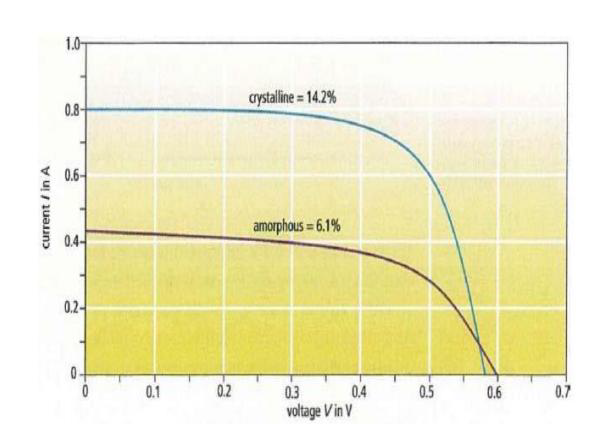 1.0
0.8
0.6
0.4
0.2
0
current I in A
crystalline = 14.2%
amorphous = 6.1%
0 0.1 0.2 0.3 0.4 0.5 0.6 0.7
voltage V in V